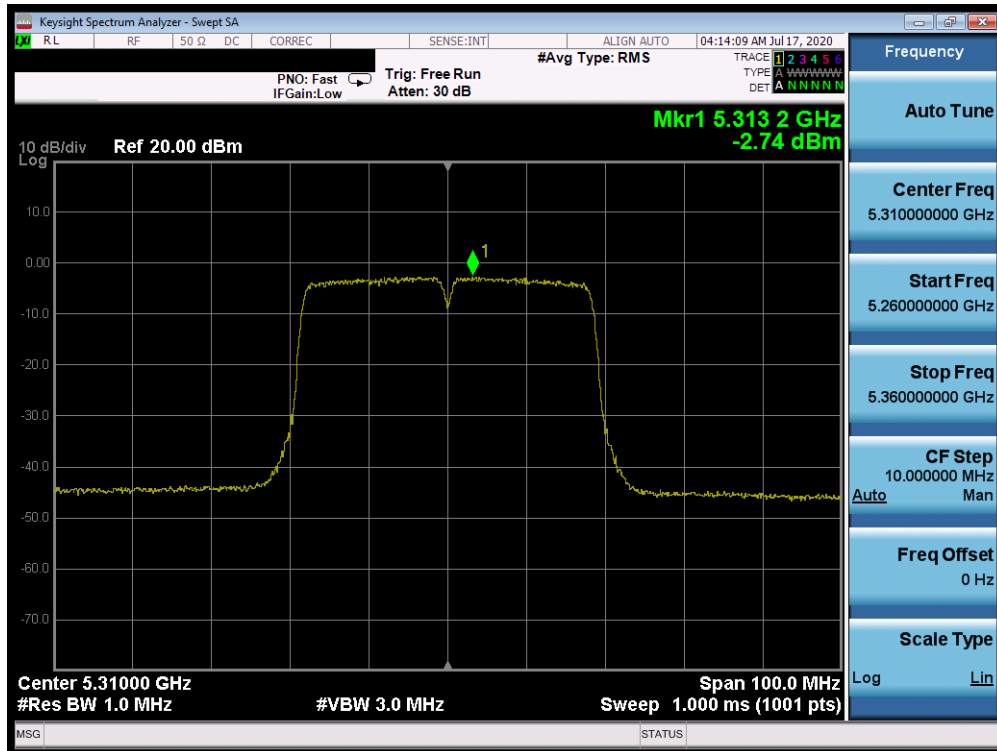 Keysight Spectrum Analyzer - Swept SA
LXI RL RF 50 Ω DC CORREC SENSE:INT ALIGN AUTO 04:14:09 AM Jul 17, 2020
PNO: Fast
IFGain:Low
Trig: Free Run
Atten: 30 dB
#Avg Type: RMS
TRACE 1 2 3 4 5 6
TYPE A WWWWW
DET A N N N N N
Mkr1 5.313 2 GHz
-2.74 dBm
10 dB/div
Log
Ref 20.00 dBm
1
10.0
0.00
-10.0
-20.0
-30.0
-40.0
-50.0
-60.0
-70.0
Center 5.31000 GHz
Span 100.0 MHz
#Res BW 1.0 MHz
#VBW 3.0 MHz
Sweep 1.000 ms (1001 pts)
MSG
STATUS
Frequency
Auto Tune
Center Freq
5.310000000 GHz
Start Freq
5.260000000 GHz
Stop Freq
5.360000000 GHz
CF Step
10.000000 MHz
Auto Man
Freq Offset
0 Hz
Scale Type
Log Lin